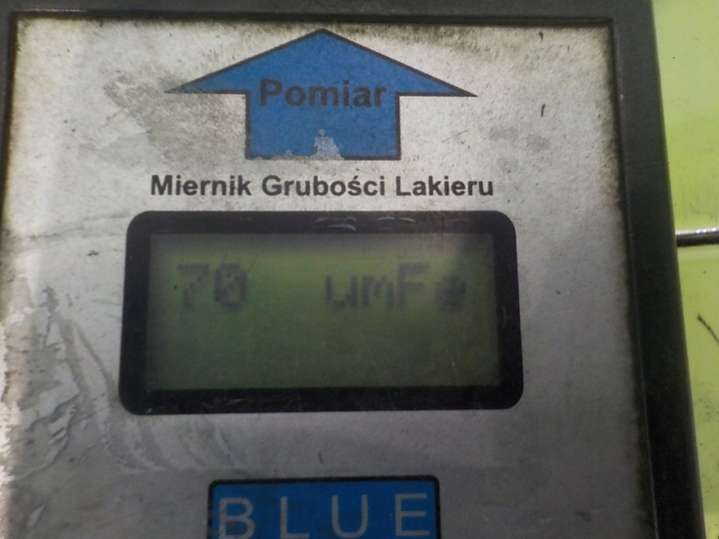 Pomiar
Miernik Grubości Lakieru
70 umFe
BLUE